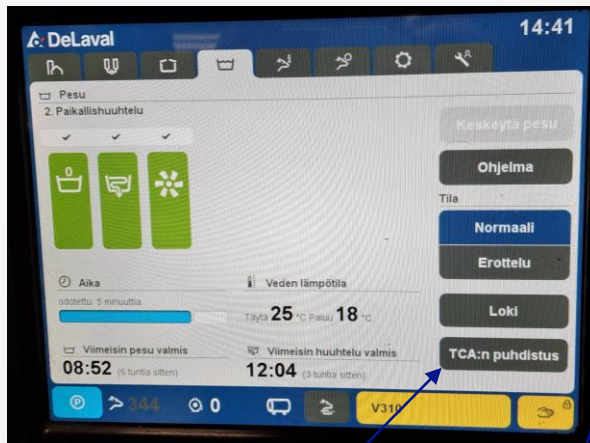 DeLaval
14:41
Pesu
2. Paikallishuuhtelu
Keskeytä pesu
0
Ohjelma
Tila
Normaali
Erottelu
Aika
odotettu: 5 minuuttia
Veden lämpötila
Täytä 25 °C Paluu 18 °C
Loki
Viimeisin pesu valmis
08:52 (6 tuntia sitten)
Viimeisin huuhtelu valmis
12:04 (3 tuntia sitten)
TCA:n puhdistus
P
344
0
V310